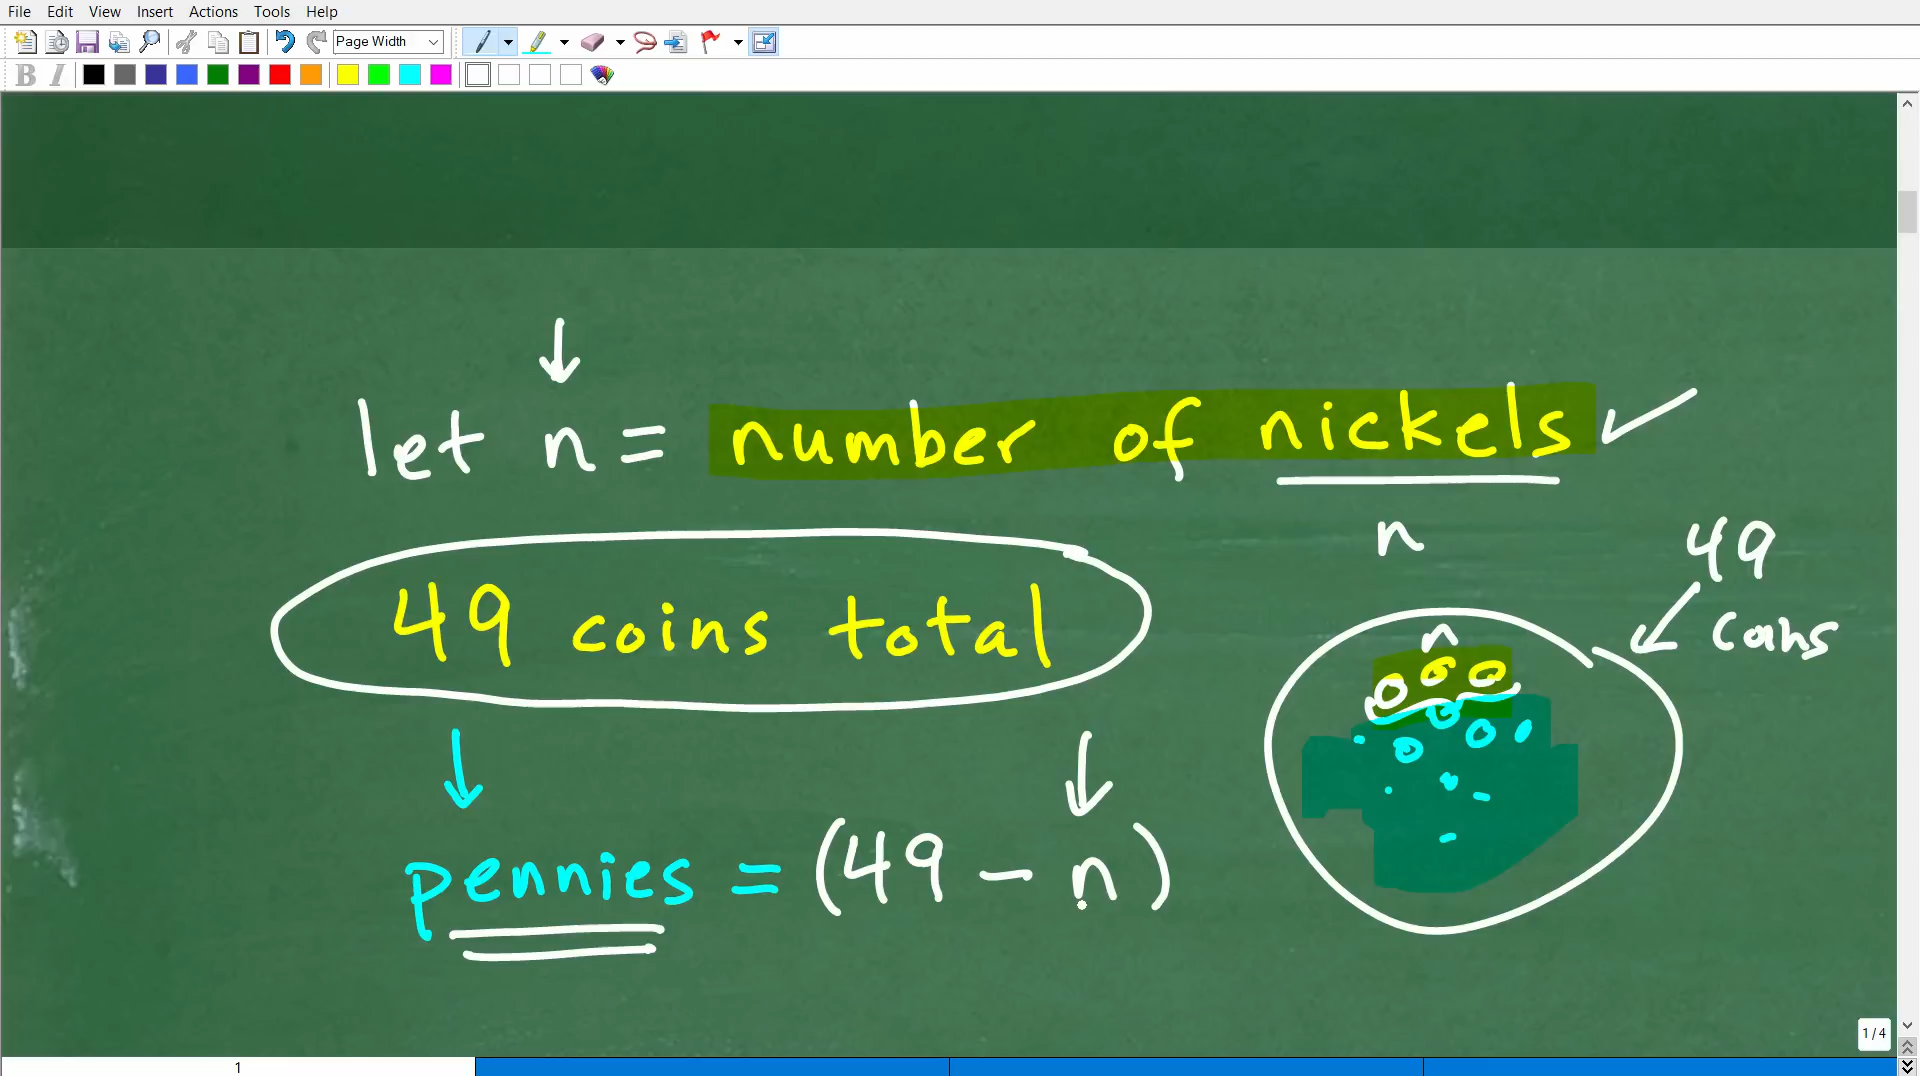 File Edit View Insert Actions Tools Help
Page Width
B I
let n = number of nickels
n
49 coins total
49 coins
n
pennies = (49 - n)
1 / 4
1